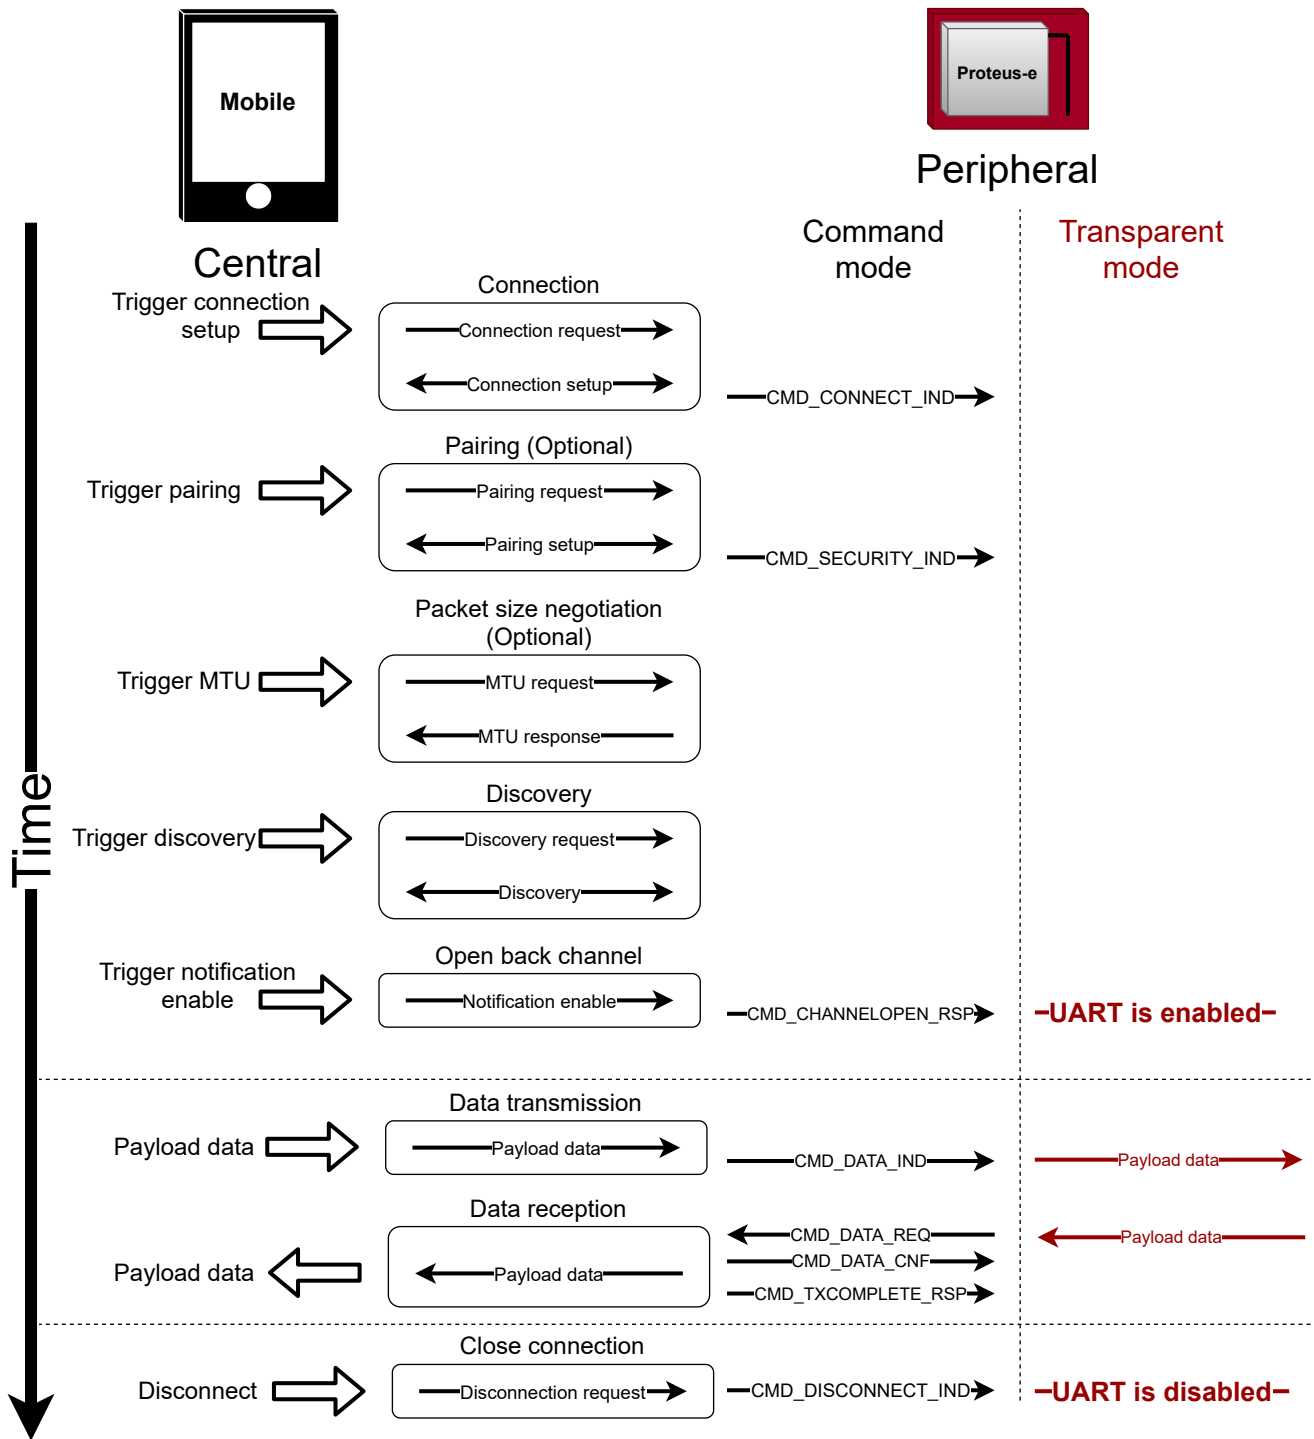 Mobile
Proteus-e
Peripheral
Central
Command
mode
Transparent
mode
Time
Trigger connection
setup
Connection
Connection request
Connection setup
CMD_CONNECT_IND
Pairing (Optional)
Trigger pairing
Pairing request
Pairing setup
CMD_SECURITY_IND
Packet size negotiation
(Optional)
Trigger MTU
MTU request
MTU response
Discovery
Trigger discovery
Discovery request
Discovery
Open back channel
Trigger notification
enable
Notification enable
CMD_CHANNELOPEN_RSP
UART is enabled
Data transmission
Payload data
Payload data
CMD_DATA_IND
Payload data
Data reception
Payload data
Payload data
CMD_DATA_REQ
CMD_DATA_CNF
CMD_TXCOMPLETE_RSP
Payload data
Close connection
Disconnect
Disconnection request
CMD_DISCONNECT_IND
UART is disabled